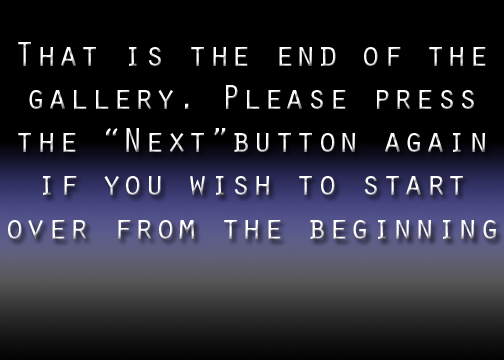 That is the end of the
gallery. Please press
the “Next”button again
if you wish to start
over from the beginning